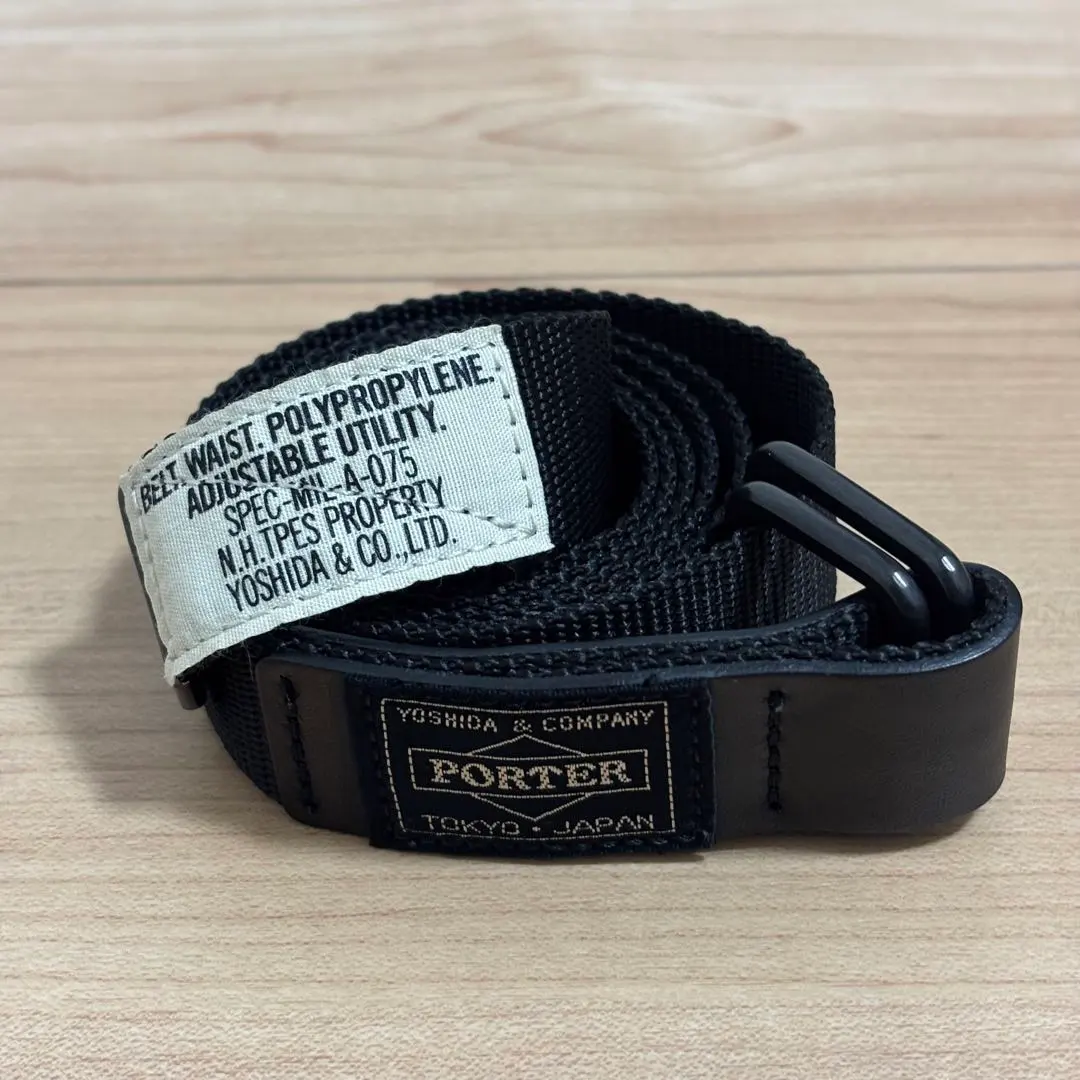 BELT, WAIST. POLYPROPYLENE.
ADJUSTABLE UTILITY.
SPEC-MIL-A-075
N.H.TPES PROPERTY
YOSHIDA & CO.,LTD.
YOSHIDA & COMPANY
PORTER
TOKYO · JAPAN